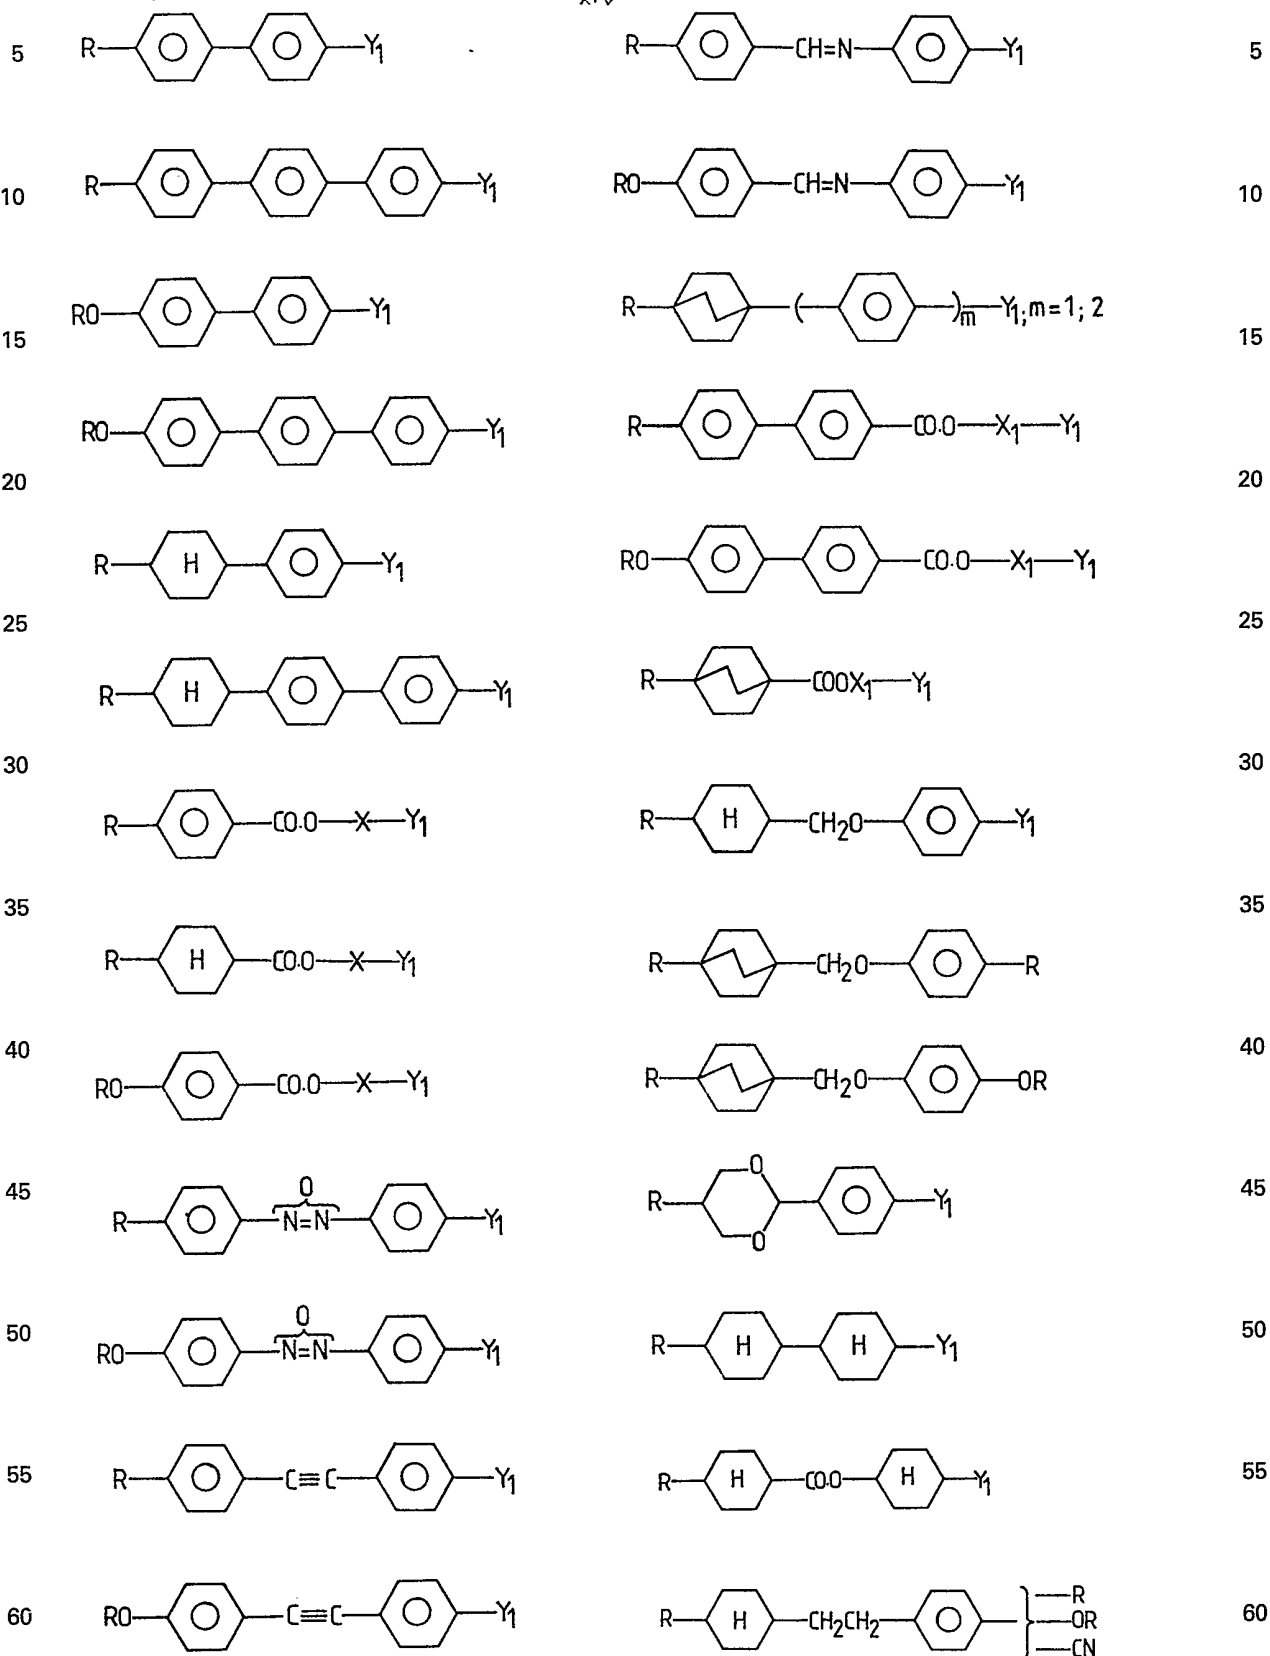 5 R Y1 R CH=N Y1 5
10 R Y1 RO CH=N Y1 10
RO Y1 R ( )m Y1; m=1; 2
15 15
RO Y1 R CO.O X1 Y1
20 20
R H Y1 RO CO.O X1 Y1
25 25
R H Y1 R COOX1 Y1
30 30
R CO.O X Y1 R H CH2O Y1
35 35
R H CO.O X Y1 R CH2O R
40 40
RO CO.O X Y1 R CH2O OR
45 O 45
R N=N Y1 R O O Y1
50 O 50
RO N=N Y1 R H H Y1
55 R C≡C Y1 R H CO.O H Y1 55
60 RO C≡C Y1 R H CH2CH2 R OR CN 60